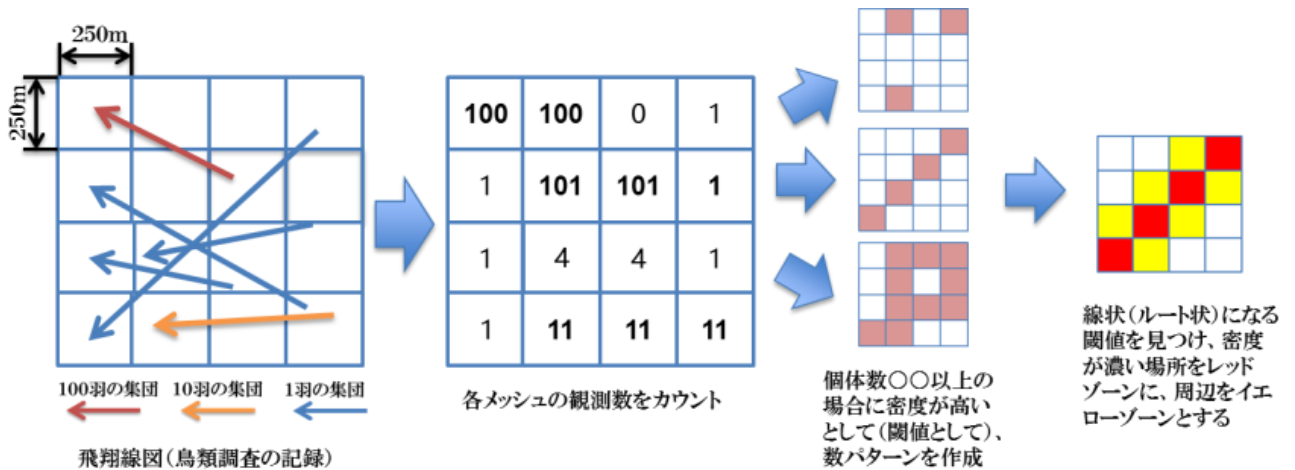 250m
250m
100 100 0 1
1 101 101 1
1 4 4 1
1 11 11 11
100羽の集団 10羽の集団 1羽の集団
飛翔線図(鳥類調査の記録)
各メッシュの観測数をカウント
個体数〇〇以上の
場合に密度が高い
として(閾値として)、
数パターンを作成
線状(ルート状)になる
閾値を見つけ、密度
が濃い場所をレッド
ゾーンに、周辺をイエ
ローゾーンとする